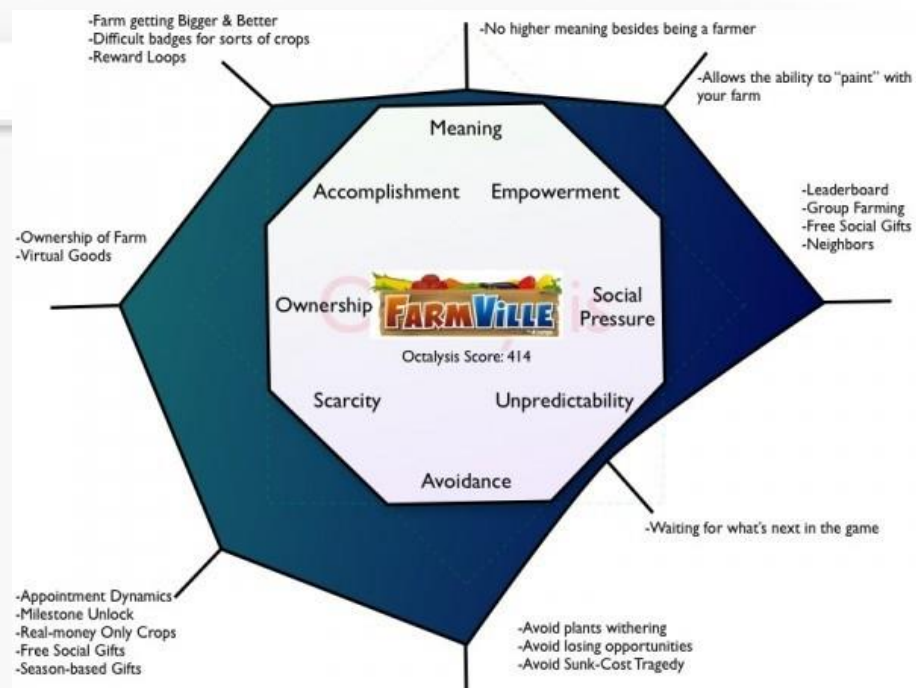 -Farm getting Bigger & Better
-Difficult badges for sorts of crops
-Reward Loops
-No higher meaning besides being a farmer
-Allows the ability to "paint" with
your farm
Meaning
Accomplishment
Empowerment
-Leaderboard
-Group Farming
-Free Social Gifts
-Neighbors
-Ownership of Farm
-Virtual Goods
Ownership
FARMVILLE
Social
Pressure
Octalysis Score: 414
Scarcity
Unpredictability
Avoidance
-Waiting for what's next in the game
-Appointment Dynamics
-Milestone Unlock
-Real-money Only Crops
-Free Social Gifts
-Season-based Gifts
-Avoid plants withering
-Avoid losing opportunities
-Avoid Sunk-Cost Tragedy